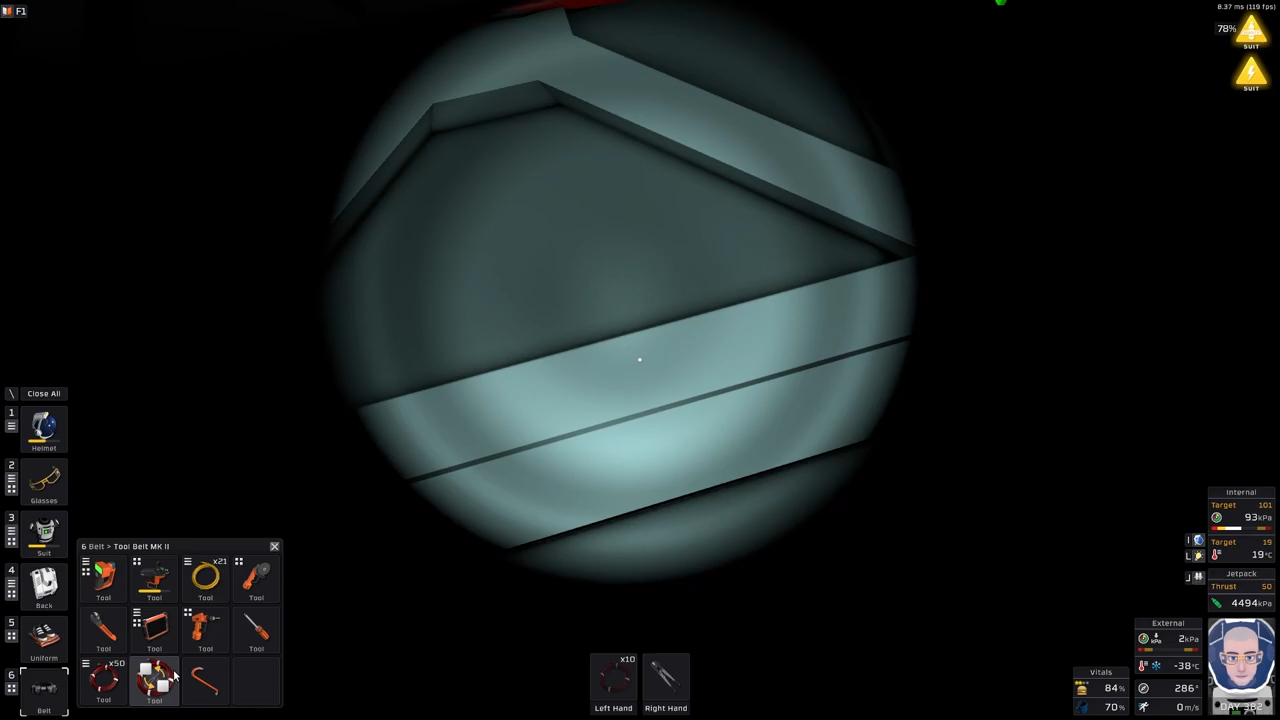 F1
8.37 ms (119 fps)
78%
SUIT
SUIT
\ Close All
1
Helmet
2
Glasses
3
Suit
4
Back
5
Uniform
6
Belt
6 Belt > Tool Belt MK II
Tool
Tool
x21
Tool
Tool
Tool
Tool
Tool
Tool
x50
Tool
Tool
Tool
x10
Left Hand
Right Hand
Internal
Target 101
93kPa
Target 19
19°C
I
L
J
Jetpack
Thrust 50
4494kPa
External
kPa
2kPa
-38°C
286°
0m/s
Vitals
84%
70%
DAY 382